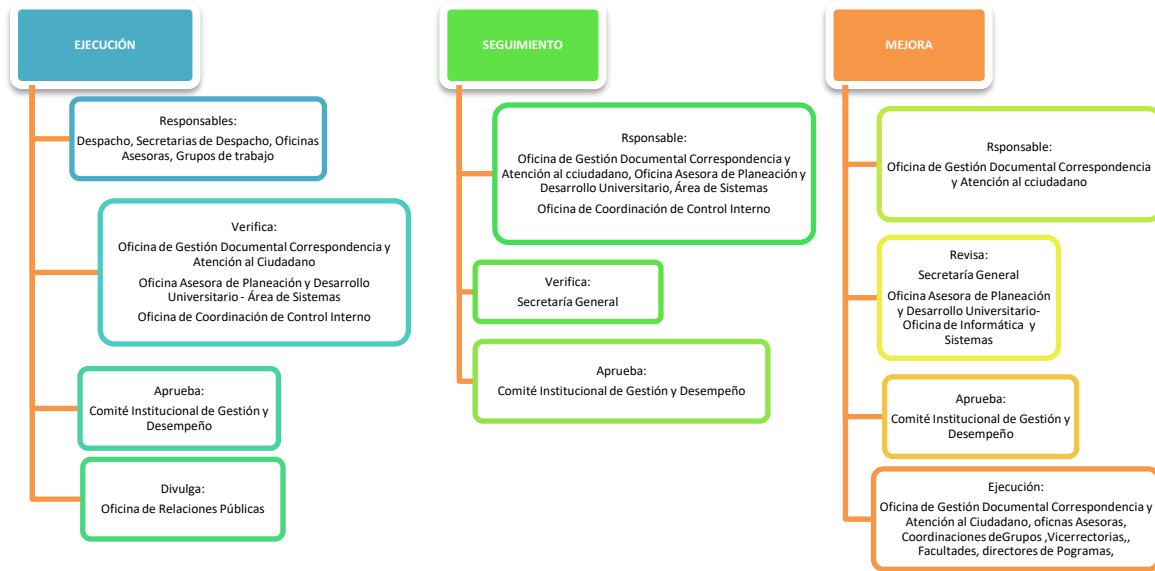 EJECUCIÓN
Responsables:
Despacho, Secretarias de Despacho, Oficinas
Asesoras, Grupos de trabajo
Verifica:
Oficina de Gestión Documental Correspondencia y
Atención al Ciudadano
Oficina Asesora de Planeación y Desarrollo
Universitario - Área de Sistemas
Oficina de Coordinación de Control Interno
Aprueba:
Comité Institucional de Gestión y
Desempeño
Divulga:
Oficina de Relaciones Públicas
SEGUIMIENTO
Rsponsable:
Oficina de Gestión Documental Correspondencia y
Atención al cciudadano, Oficina Asesora de Planeación y
Desarrollo Universitario, Área de Sistemas
Oficina de Coordinación de Control Interno
Verifica:
Secretaría General
Aprueba:
Comité Institucional de Gestión y Desempeño
MEJORA
Rsponsable:
Oficina de Gestión Documental Correspondencia
y Atención al cciudadano
Revisa:
Secretaría General
Oficina Asesora de Planeación
y Desarrollo Universitario-
Oficina de Informática y
Sistemas
Aprueba:
Comité Institucional de Gestión y
Desempeño
Ejecución:
Oficina de Gestión Documental Correspondencia y
Atención al Ciudadano, oficnas Asesoras,
Coordinaciones deGrupos ,Vicerrectorias,,
Facultades, directores de Pogramas,